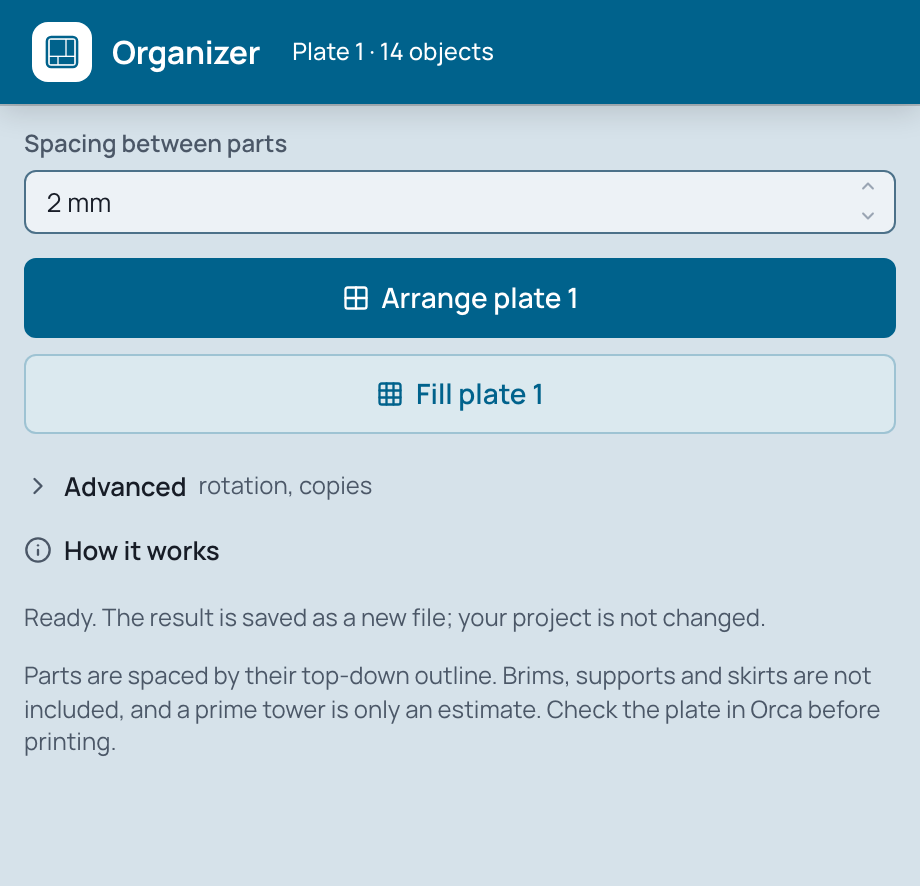 Organizer
Plate 1 · 14 objects
Spacing between parts
2 mm
Arrange plate 1
Fill plate 1
Advanced rotation, copies
How it works
Ready. The result is saved as a new file; your project is not changed.
Parts are spaced by their top-down outline. Brims, supports and skirts are not
included, and a prime tower is only an estimate. Check the plate in Orca before
printing.